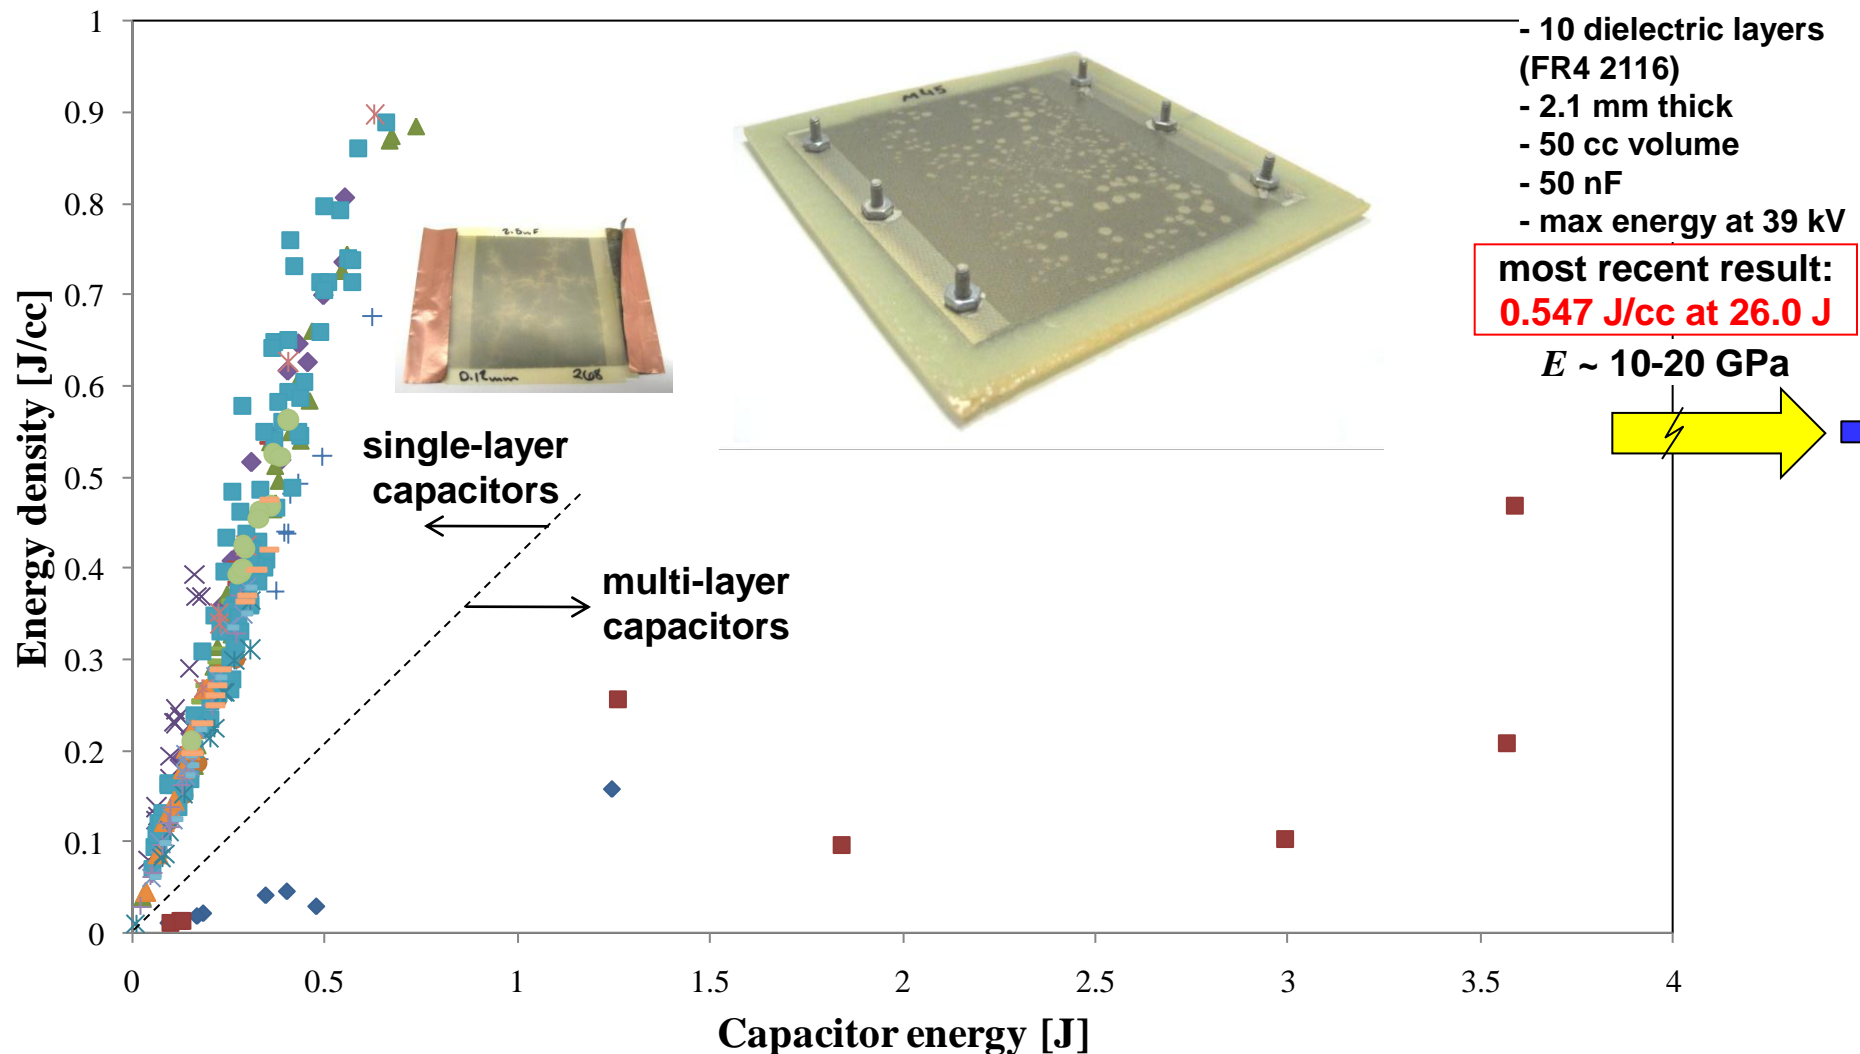 1
0.9
0.8
0.7
0.6
0.5
0.4
0.3
0.2
0.1
0
Energy density [J/cc]
0
0.5
1
1.5
2
2.5
3
3.5
4
Capacitor energy [J]
single-layer
capacitors
multi-layer
capacitors
0.12mm
268
M45
- 10 dielectric layers
(FR4 2116)
- 2.1 mm thick
- 50 cc volume
- 50 nF
- max energy at 39 kV
most recent result:
0.547 J/cc at 26.0 J
E ~ 10-20 GPa